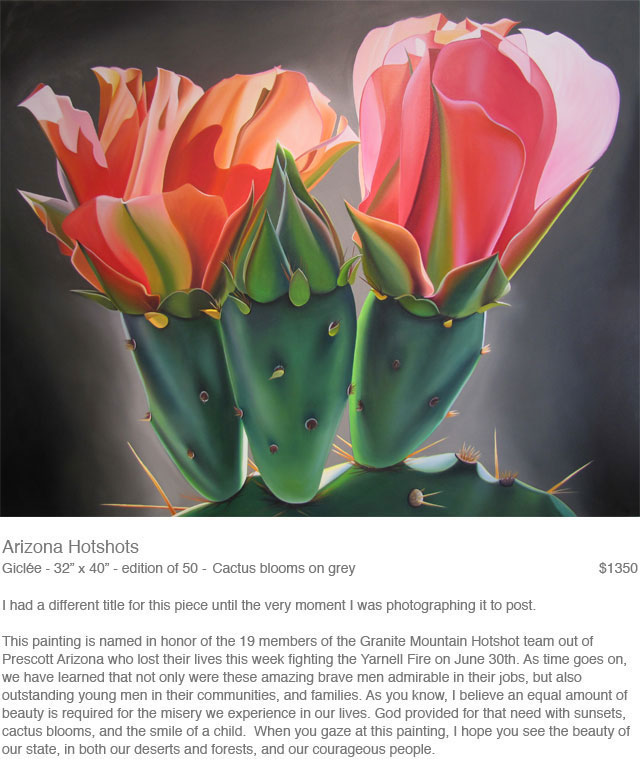 Arizona Hotshots
Giclée - 32” x 40” - edition of 50 - Cactus blooms on grey $1350
I had a different title for this piece until the very moment I was photographing it to post.
This painting is named in honor of the 19 members of the Granite Mountain Hotshot team out of
Prescott Arizona who lost their lives this week fighting the Yarnell Fire on June 30th. As time goes on,
we have learned that not only were these amazing brave men admirable in their jobs, but also
outstanding young men in their communities, and families. As you know, I believe an equal amount of
beauty is required for the misery we experience in our lives. God provided for that need with sunsets,
cactus blooms, and the smile of a child.  When you gaze at this painting, I hope you see the beauty of
our state, in both our deserts and forests, and our courageous people.